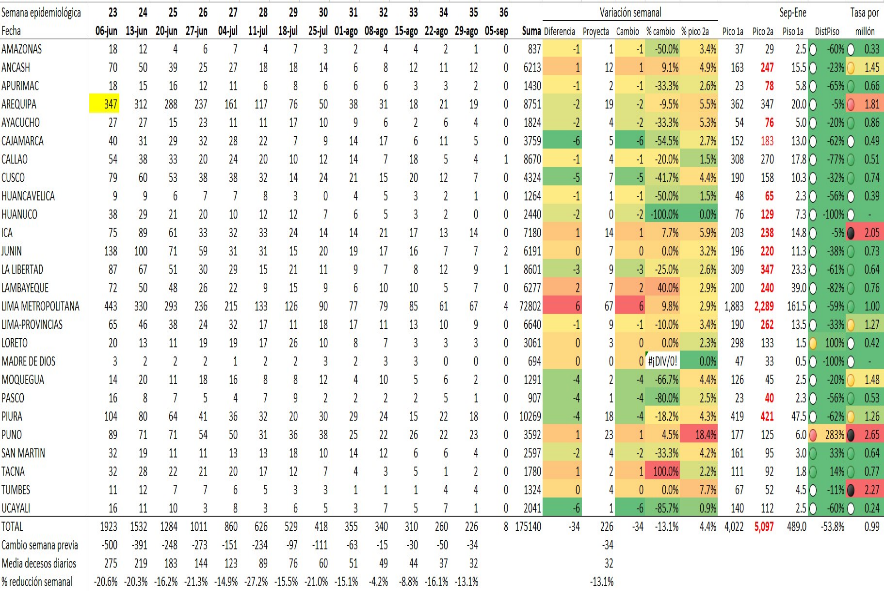 Semana epidemiológica 23 24 25 26 27 28 29 30 31 32 33 34 35 36 Variación semanal Sep-Ene Tasa por
Fecha 06-jun 13-jun 20-jun 27-jun 04-jul 11-jul 18-jul 25-jul 01-ago 08-ago 15-ago 22-ago 29-ago 05-sep Suma Diferencia Proyecta Cambio % cambio % pico 2a Pico 1a Pico 2a Piso 1a DistPiso millón
AMAZONAS 18 12 4 6 7 4 7 3 2 4 4 2 1 0 837 -1 1 -1 -50.0% 3.4% 37 29 2.5 -60% 0.33
ANCASH 70 50 39 25 27 18 18 14 6 8 12 11 12 0 6213 1 12 1 9.1% 4.9% 163 247 15.5 -23% 1.45
APURIMAC 18 15 16 12 11 6 8 6 6 6 3 3 2 0 1430 -1 2 -1 -33.3% 2.6% 23 78 5.8 -65% 0.66
AREQUIPA 347 312 288 237 161 117 76 50 38 31 18 21 19 0 8751 -2 19 -2 -9.5% 5.5% 362 347 20.0 -5% 1.81
AYACUCHO 27 27 15 23 11 11 17 10 9 6 2 6 4 0 1824 -2 4 -2 -33.3% 5.3% 54 76 5.0 -20% 0.86
CAJAMARCA 40 31 29 32 28 22 7 9 14 17 6 11 5 0 3759 -6 5 -6 -54.5% 2.7% 152 183 13.0 -62% 0.49
CALLAO 54 38 33 20 24 20 10 12 14 7 18 5 4 1 8670 -1 4 -1 -20.0% 1.5% 308 270 17.8 -77% 0.51
CUSCO 79 60 53 38 38 32 14 24 21 15 20 12 7 0 4324 -5 7 -5 -41.7% 4.4% 190 158 10.3 -32% 0.74
HUANCAVELICA 9 9 6 7 7 8 3 0 4 5 3 2 1 0 1264 -1 1 -1 -50.0% 1.5% 48 65 2.3 -56% 0.39
HUANUCO 38 29 21 20 10 12 12 7 6 5 3 2 0 0 2440 -2 0 -2 -100.0% 0.0% 76 129 7.3 -100% -
ICA 75 89 61 33 32 33 24 14 14 21 17 13 14 0 7180 1 14 1 7.7% 5.9% 203 238 14.8 -5% 2.05
JUNIN 138 100 71 59 31 31 15 20 19 17 16 7 7 2 6191 0 7 0 0.0% 3.2% 196 220 11.3 -38% 0.73
LA LIBERTAD 87 67 51 30 29 15 21 11 9 7 8 12 9 1 8601 -3 9 -3 -25.0% 2.6% 309 347 23.3 -61% 0.64
LAMBAYEQUE 72 50 48 26 22 9 15 9 6 10 10 5 7 0 6277 2 7 2 40.0% 2.9% 200 240 39.0 -82% 0.76
LIMA METROPOLITANA 443 330 293 236 215 133 126 90 77 79 85 61 67 4 72802 6 67 6 9.8% 2.9% 1,883 2,289 161.5 -59% 1.00
LIMA-PROVINCIAS 65 46 38 24 32 17 11 18 17 11 13 10 9 0 6640 -1 9 -1 -10.0% 3.4% 190 262 13.5 -33% 1.27
LORETO 20 13 11 19 19 17 26 10 8 7 3 3 3 0 3061 0 3 0 0.0% 2.3% 298 133 1.5 100% 0.42
MADRE DE DIOS 3 2 2 2 1 2 2 3 2 3 3 0 0 0 694 0 0 0 #¡DIV/0! 0.0% 47 33 0.5 -100% -
MOQUEGUA 14 20 11 18 16 8 8 12 4 10 5 6 2 0 1291 -4 2 -4 -66.7% 4.4% 126 45 2.5 -20% 1.48
PASCO 16 8 7 5 4 7 9 2 2 2 2 5 1 0 907 -4 1 -4 -80.0% 2.5% 23 40 2.3 -56% 0.53
PIURA 104 80 64 41 36 32 20 30 29 24 15 22 18 0 10269 -4 18 -4 -18.2% 4.3% 419 421 47.5 -62% 1.26
PUNO 89 71 71 54 50 31 36 38 25 22 26 22 23 0 3592 1 23 1 4.5% 18.4% 177 125 6.0 283% 2.65
SAN MARTIN 32 19 11 11 13 13 18 10 14 12 6 6 4 0 2597 -2 4 -2 -33.3% 4.2% 161 95 3.0 33% 0.64
TACNA 32 28 22 21 20 17 12 7 4 3 5 1 2 0 1780 1 2 1 100.0% 2.2% 111 92 1.8 14% 0.77
TUMBES 11 12 7 7 6 5 3 3 1 1 1 4 4 0 1324 0 4 0 0.0% 7.7% 67 52 4.5 -11% 2.27
UCAYALI 16 11 10 3 8 3 6 5 3 7 5 7 1 0 2041 -6 1 -6 -85.7% 0.9% 140 112 2.5 -60% 0.24
TOTAL 1923 1532 1284 1011 860 626 529 418 355 340 310 260 226 8 175140 -34 226 -34 -13.1% 4.4% 4,022 5,097 489.0 -53.8% 0.99
Cambio semana previa -500 -391 -248 -273 -151 -234 -97 -111 -63 -15 -30 -50 -34 -34
Media decesos diarios 275 219 183 144 123 89 76 60 51 49 44 37 32 32
% reducción semanal -20.6% -20.3% -16.2% -21.3% -14.9% -27.2% -15.5% -21.0% -15.1% -4.2% -8.8% -16.1% -13.1% -13.1%